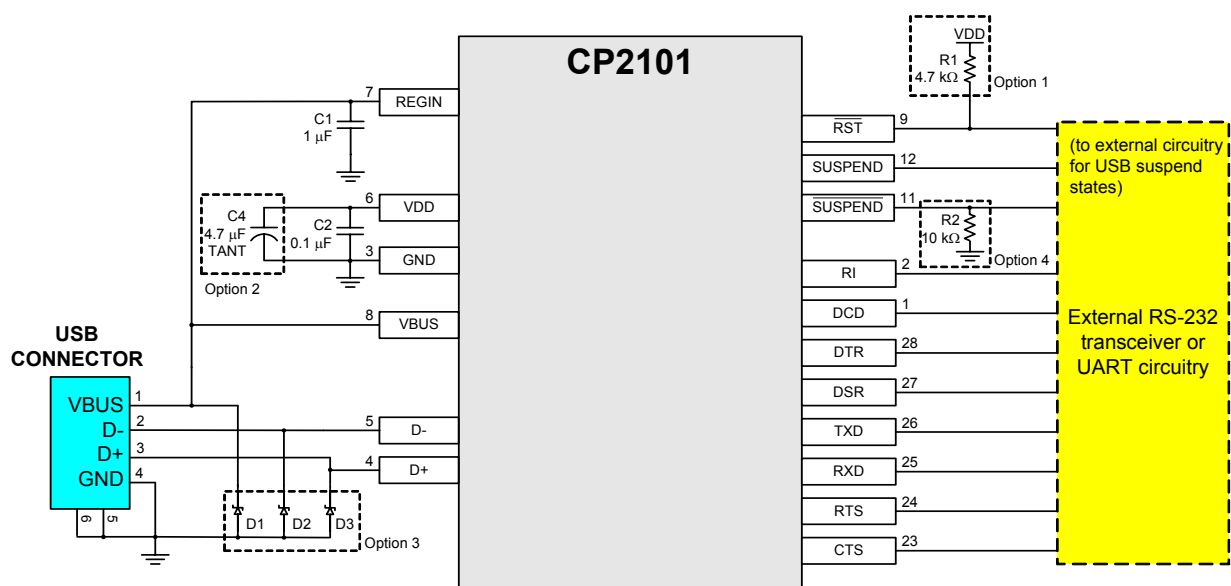 CP2101
VDD
R1
4.7 kΩ
Option 1
7
REGIN
C1
1 μF
9
RST
(to external circuitry
for USB suspend
states)
12
SUSPEND
11
SUSPEND
6
VDD
C4
4.7 μF
TANT
C2
0.1 μF
Option 2
3
GND
R2
10 kΩ
Option 4
2
RI
8
VBUS
1
DCD
External RS-232
transceiver or
UART circuitry
USB
CONNECTOR
28
DTR
27
DSR
VBUS
1
D-
2
D+
3
GND
4
6
5
5
D-
4
D+
26
TXD
25
RXD
D1
D2
D3
Option 3
24
RTS
23
CTS